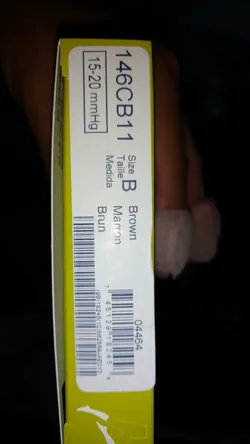 146CB11
15-20 mmHg
Size
Taille
Medida
B
Brown
Marron
Brun
04464